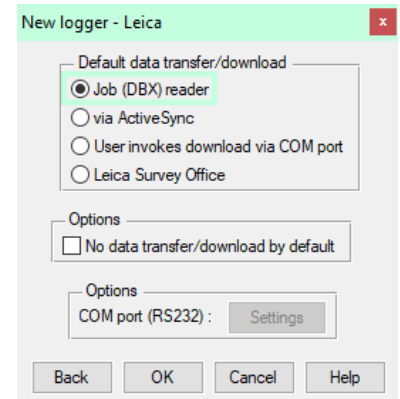 New logger - Leica
x
Default data transfer/download
Job (DBX) reader
via ActiveSync
User invokes download via COM port
Leica Survey Office
Options
No data transfer/download by default
Options
COM port (RS232) : Settings
Back OK Cancel Help